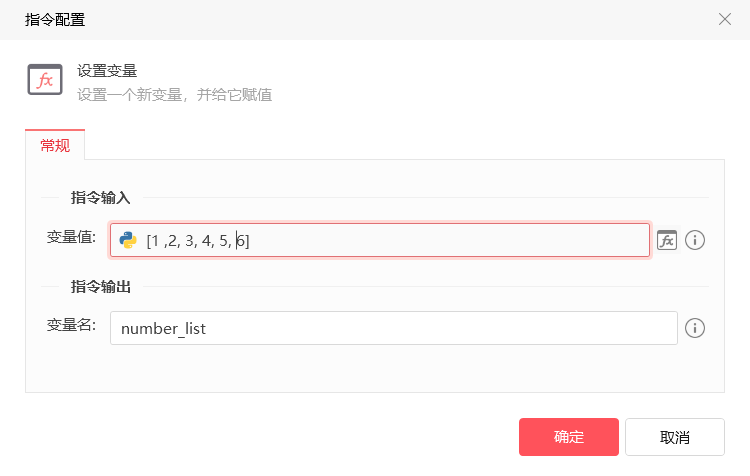 指令配置
fx
设置变量
设置一个新变量，并给它赋值
常规
指令输入
变量值: [1 ,2, 3, 4, 5, 6] fx
指令输出
变量名: number_list
确定 取消